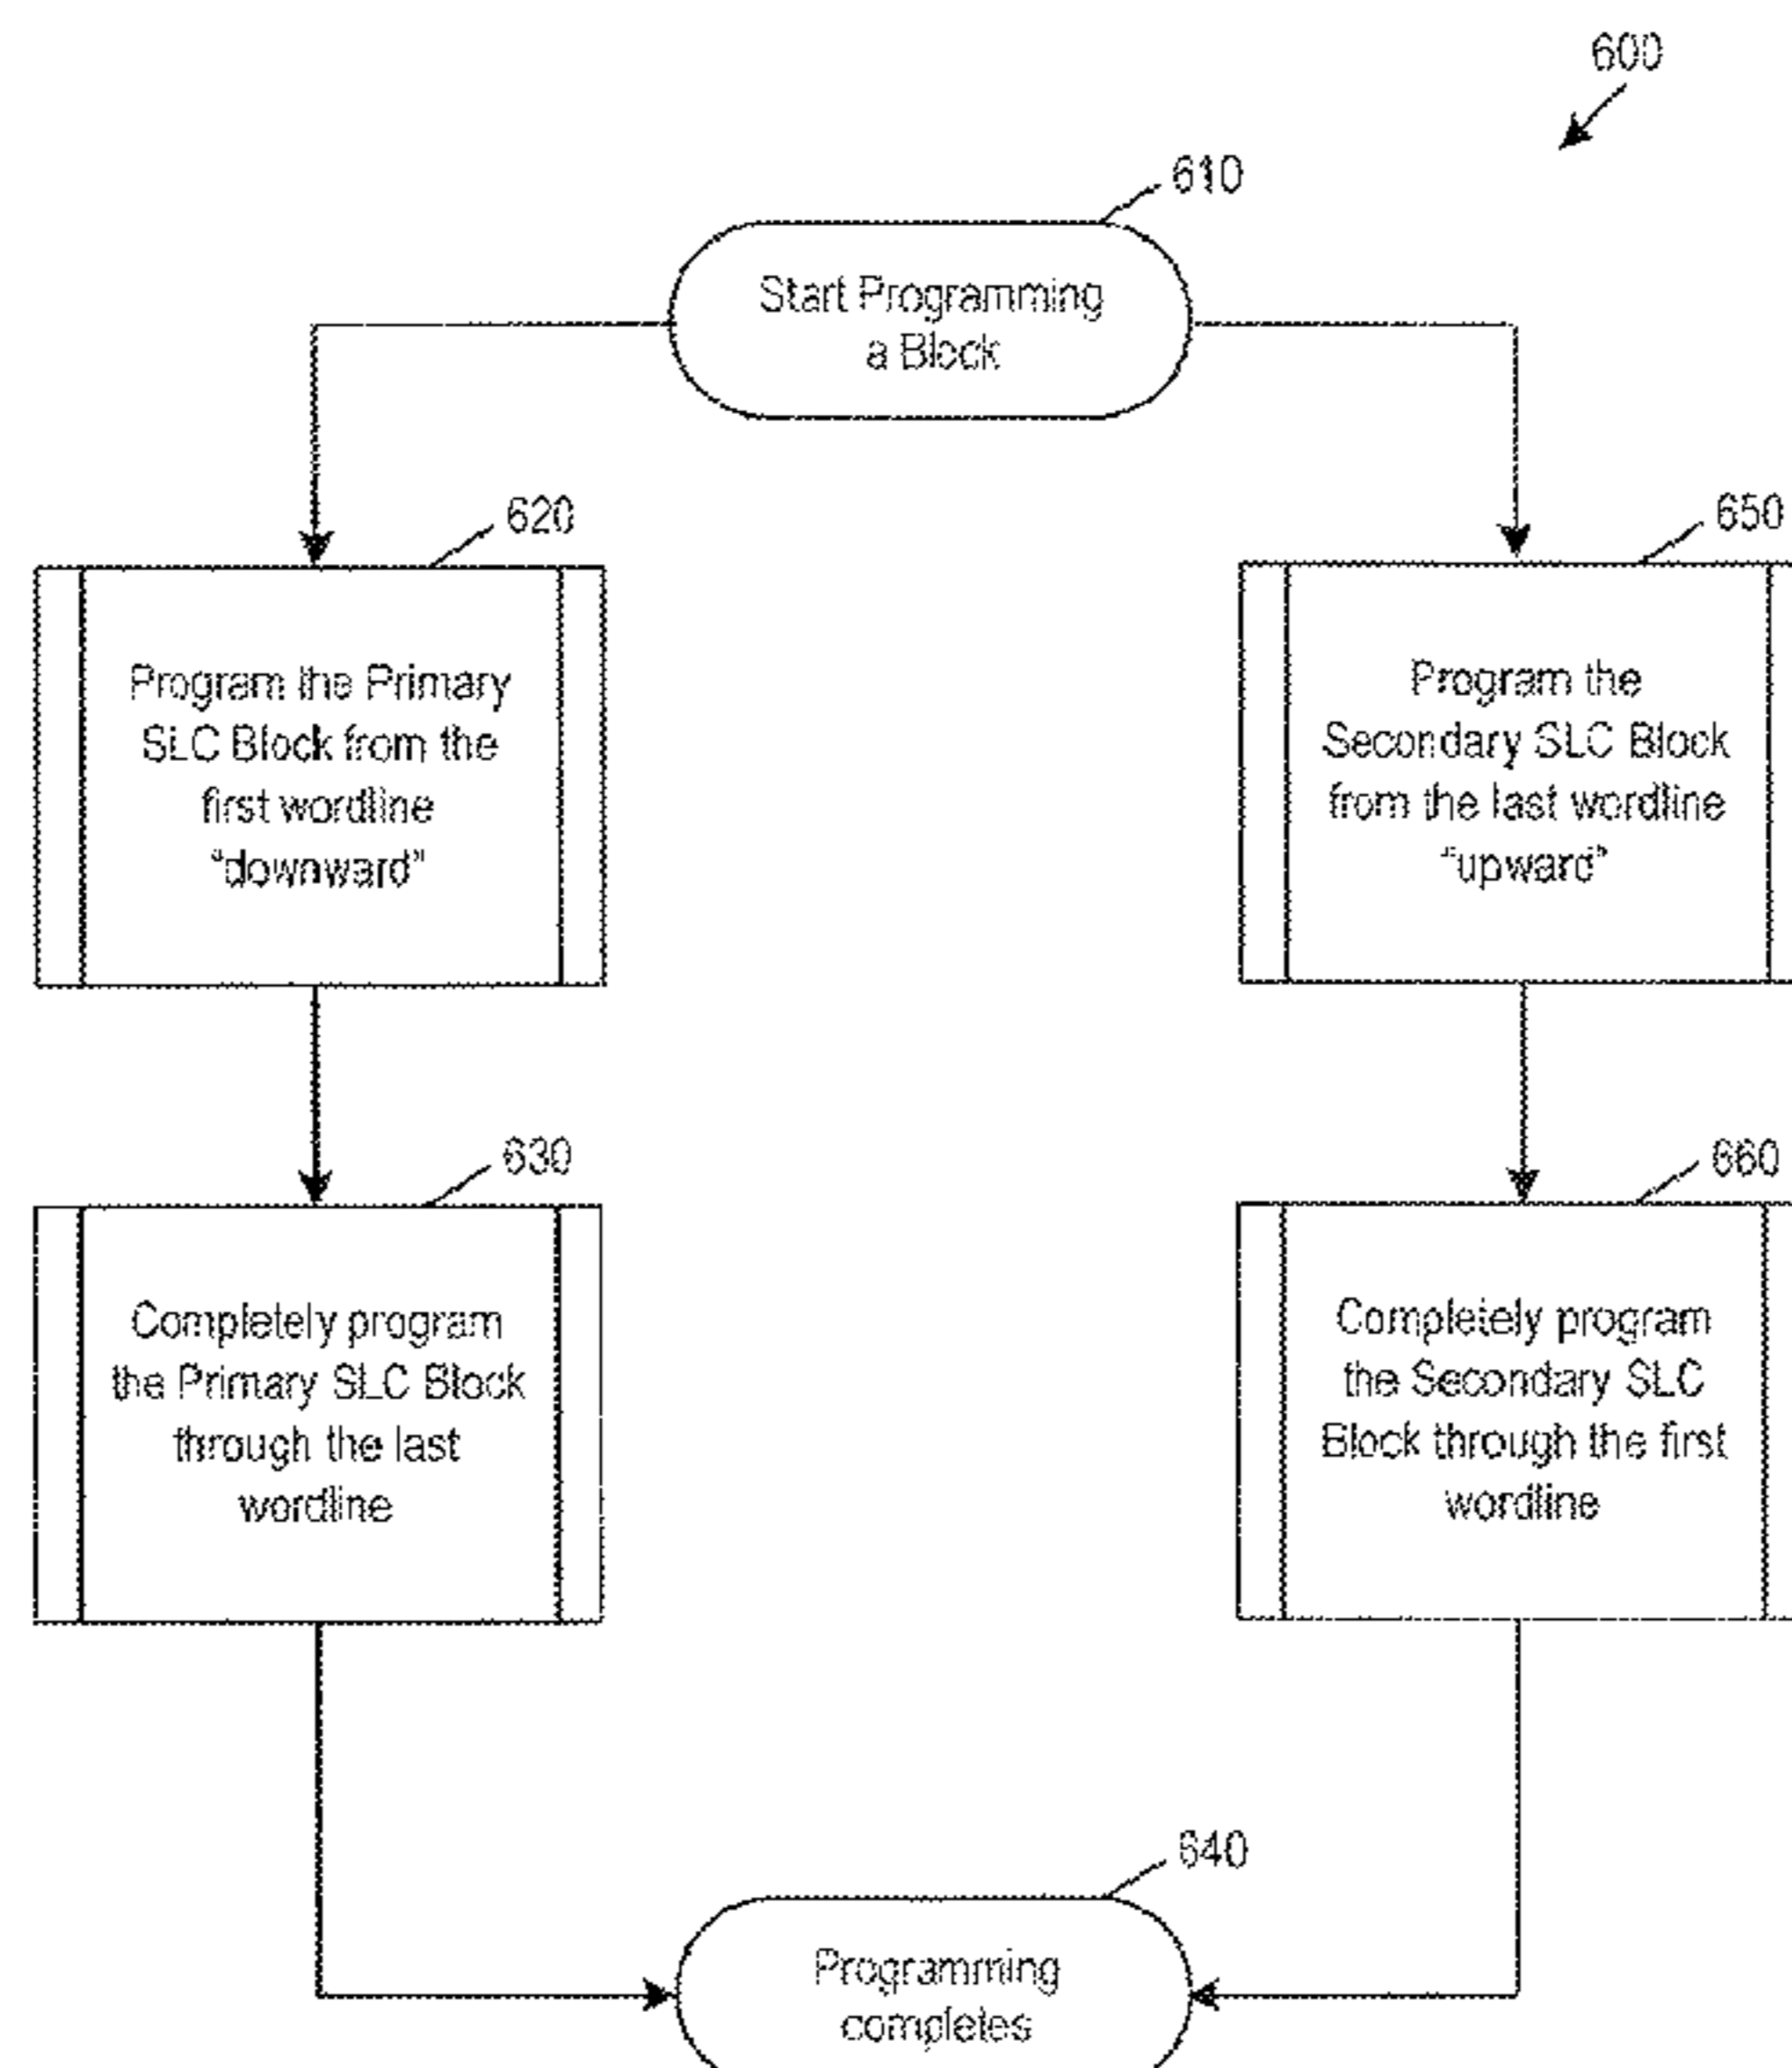 600
610
Start Programming
a Block
620
Program the Primary
SLC Block from the
first wordline
"downward"
650
Program the
Secondary SLC Block
from the last wordline
"upward"
630
Completely program
the Primary SLC Block
through the last
wordline
660
Completely program
the Secondary SLC
Block through the first
wordline
640
Programming
completes